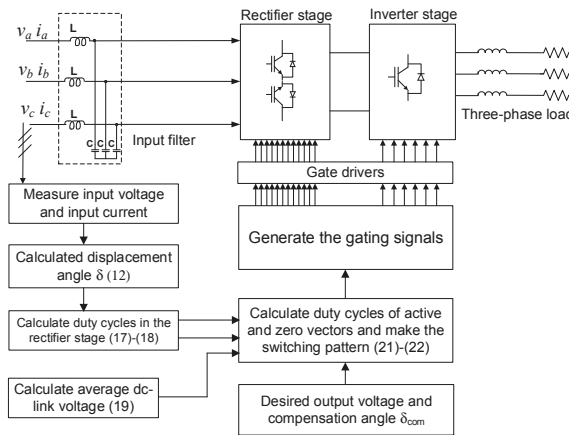 Rectifier stage
Inverter stage
v_a i_a
L
v_b i_b
L
v_c i_c
L
C C C
Input filter
Three-phase load
Gate drivers
Measure input voltage
and input current
Generate the gating signals
Calculated displacement
angle δ (12)
Calculate duty cycles in the
rectifier stage (17)-(18)
Calculate duty cycles of active
and zero vectors and make the
switching pattern (21)-(22)
Calculate average dc-
link voltage (19)
Desired output voltage and
compensation angle δcom